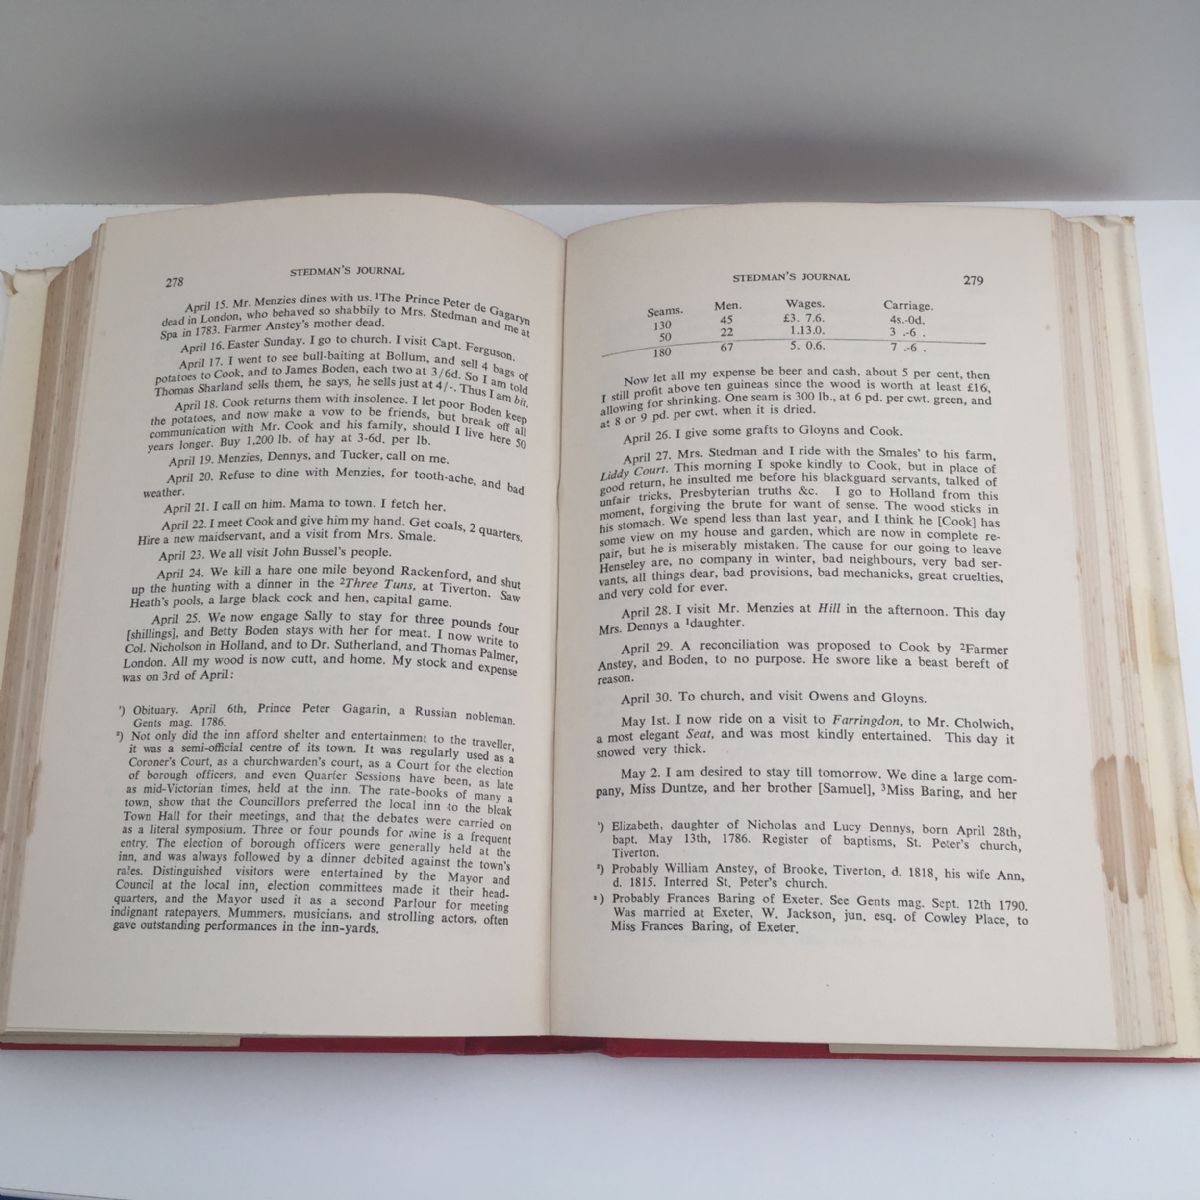 278
STEDMAN'S JOURNAL
April 15. Mr. Menzies dines with us. ¹The Prince Peter de Gagaryn
dead in London, who behaved so shabbily to Mrs. Stedman and me at
Spa in 1783. Farmer Anstey's mother dead.
April 16. Easter Sunday. I go to church. I visit Capt. Ferguson.
April 17. I went to see bull-baiting at Bollum, and sell 4 bags of
potatoes to Cook, and to James Boden, each two at 3/6d. So I am told
Thomas Sharland sells them, he says, he sells just at 4/-. Thus I am bit.
April 18. Cook returns them with insolence. I let poor Boden keep
the potatoes, and now make a vow to be friends, but break off all
communication with Mr. Cook and his family, should I live here 50
years longer. Buy 1,200 lb. of hay at 3-6d. per lb.
April 19. Menzies, Dennys, and Tucker, call on me.
April 20. Refuse to dine with Menzies, for tooth-ache, and bad
weather.
April 21. I call on him. Mama to town. I fetch her.
April 22. I meet Cook and give him my hand. Get coals, 2 quarters.
Hire a new maidservant, and a visit from Mrs. Smale.
April 23. We all visit John Bussel's people.
April 24. We kill a hare one mile beyond Rackenford, and shut
up the hunting with a dinner in the ²Three Tuns, at Tiverton. Saw
Heath's pools, a large black cock and hen, capital game.
April 25. We now engage Sally to stay for three pounds four
[shillings], and Betty Boden stays with her for meat. I now write to
Col. Nicholson in Holland, and to Dr. Sutherland, and Thomas Palmer,
London. All my wood is now cutt, and home. My stock and expense
was on 3rd of April:
¹) Obituary. April 6th, Prince Peter Gagarin, a Russian nobleman.
Gents mag. 1786.
²) Not only did the inn afford shelter and entertainment to the traveller,
it was a semi-official centre of its town. It was regularly used as a
Coroner's Court, as a churchwarden's court, as a Court for the election
of borough officers, and even Quarter Sessions have been, as late
as mid-Victorian times, held at the inn. The rate-books of many a
town, show that the Councillors preferred the local inn to the bleak
Town Hall for their meetings, and that the debates were carried on
as a literal symposium. Three or four pounds for wine is a frequent
entry. The election of borough officers were generally held at the
inn, and was always followed by a dinner debited against the town's
rates. Distinguished visitors were entertained by the Mayor and
Council at the local inn, election committees made it their head-
quarters, and the Mayor used it as a second Parlour for meeting
indignant ratepayers. Mummers, musicians, and strolling actors, often
gave outstanding performances in the inn-yards.
STEDMAN'S JOURNAL
279
Seams. Men. Wages. Carriage.
130 45 £3. 7.6. 4s.-0d.
50 22 1.13.0. 3 .-6 .
180 67 5. 0.6. 7 .-6 .
Now let all my expense be beer and cash, about 5 per cent, then
I still profit above ten guineas since the wood is worth at least £16,
allowing for shrinking. One seam is 300 lb., at 6 pd. per cwt. green, and
at 8 or 9 pd. per cwt. when it is dried.
April 26. I give some grafts to Gloyns and Cook.
April 27. Mrs. Stedman and I ride with the Smales' to his farm,
Liddy Court. This morning I spoke kindly to Cook, but in place of
good return, he insulted me before his blackguard servants, talked of
unfair tricks, Presbyterian truths &c. I go to Holland from this
moment, forgiving the brute for want of sense. The wood sticks in
his stomach. We spend less than last year, and I think he [Cook] has
some view on my house and garden, which are now in complete re-
pair, but he is miserably mistaken. The cause for our going to leave
Henseley are, no company in winter, bad neighbours, very bad ser-
vants, all things dear, bad provisions, bad mechanicks, great cruelties,
and very cold for ever.
April 28. I visit Mr. Menzies at Hill in the afternoon. This day
Mrs. Dennys a ¹daughter.
April 29. A reconciliation was proposed to Cook by ²Farmer
Anstey, and Boden, to no purpose. He swore like a beast bereft of
reason.
April 30. To church, and visit Owens and Gloyns.
May 1st. I now ride on a visit to Farringdon, to Mr. Cholwich,
a most elegant Seat, and was most kindly entertained. This day it
snowed very thick.
May 2. I am desired to stay till tomorrow. We dine a large com-
pany, Miss Duntze, and her brother [Samuel], ³Miss Baring, and her
¹) Elizabeth, daughter of Nicholas and Lucy Dennys, born April 28th,
bapt. May 13th, 1786. Register of baptisms, St. Peter's church,
Tiverton.
²) Probably William Anstey, of Brooke, Tiverton, d. 1818, his wife Ann,
d. 1815. Interred St. Peter's church.
³) Probably Frances Baring of Exeter. See Gents mag. Sept. 12th 1790.
Was married at Exeter, W. Jackson, jun. esq. of Cowley Place, to
Miss Frances Baring, of Exeter.